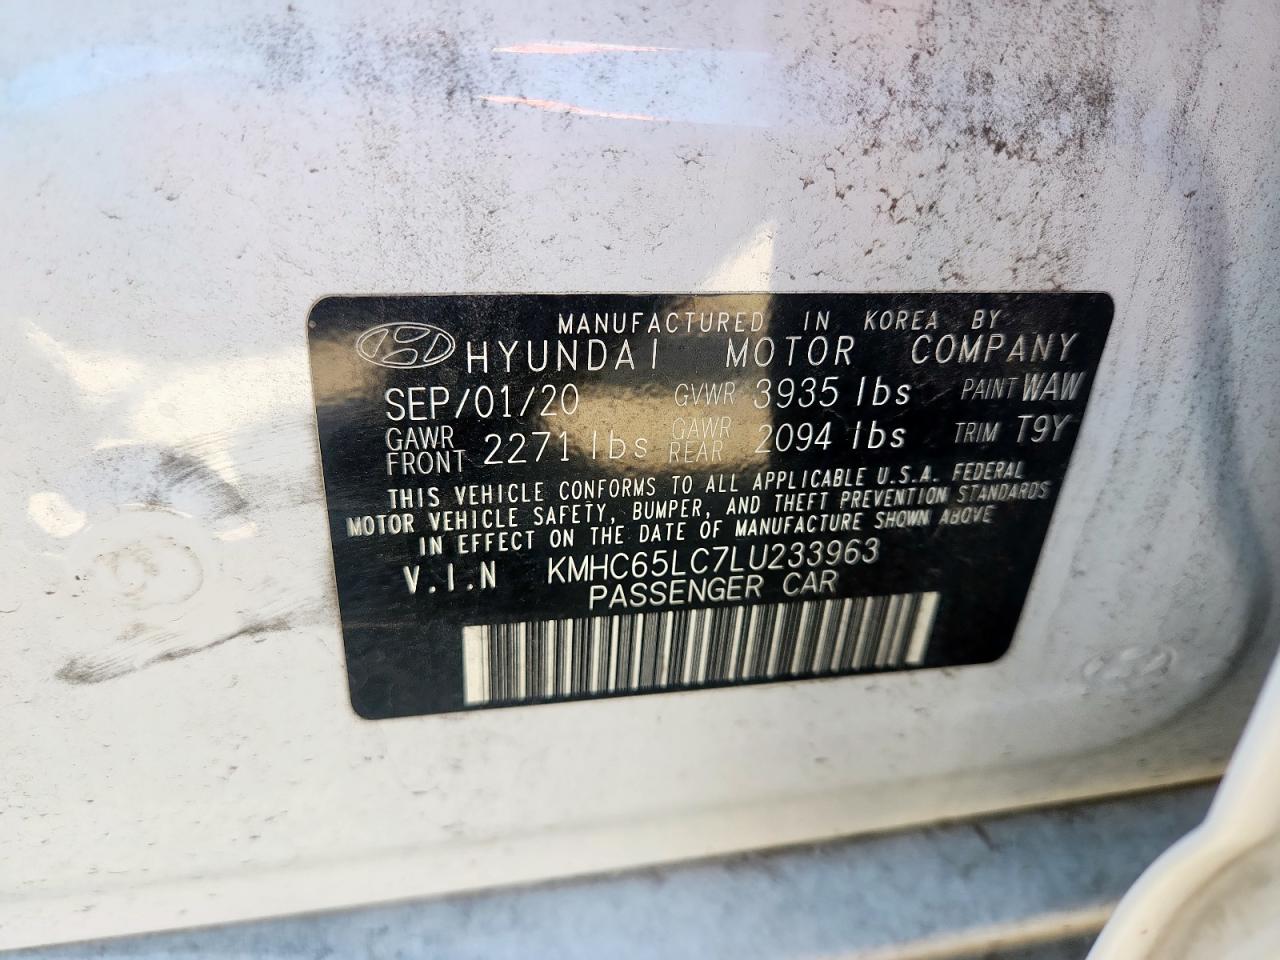 MANUFACTURED IN KOREA BY
HYUNDAI MOTOR COMPANY
SEP/01/20 GVWR 3935 lbs PAINT WAW
GAWR FRONT 2271 lbs GAWR REAR 2094 lbs TRIM T9Y
THIS VEHICLE CONFORMS TO ALL APPLICABLE U.S.A. FEDERAL
MOTOR VEHICLE SAFETY, BUMPER, AND THEFT PREVENTION STANDARDS
IN EFFECT ON THE DATE OF MANUFACTURE SHOWN ABOVE
V.I.N KMHC65LC7LU233963
PASSENGER CAR